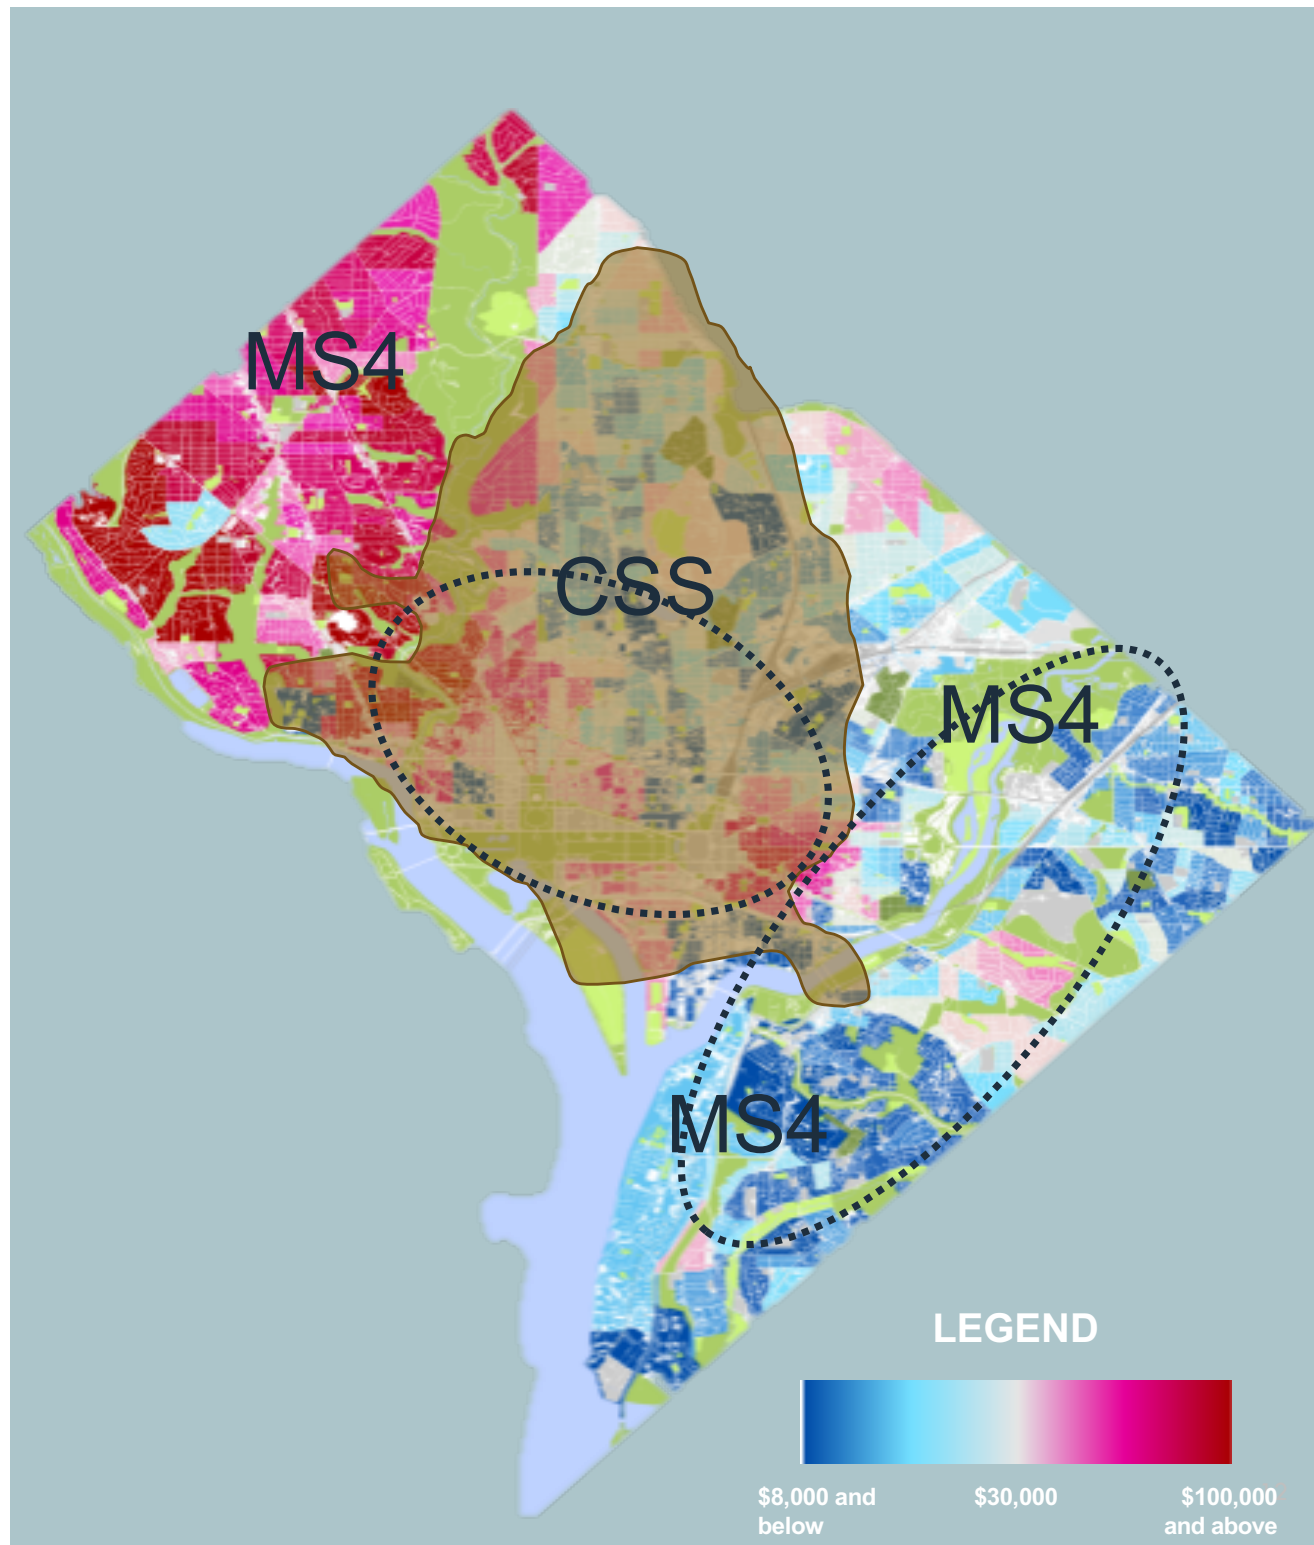 MS4
CSS
MS4
MS4
LEGEND
$8,000 and
below
$30,000
$100,000
and above